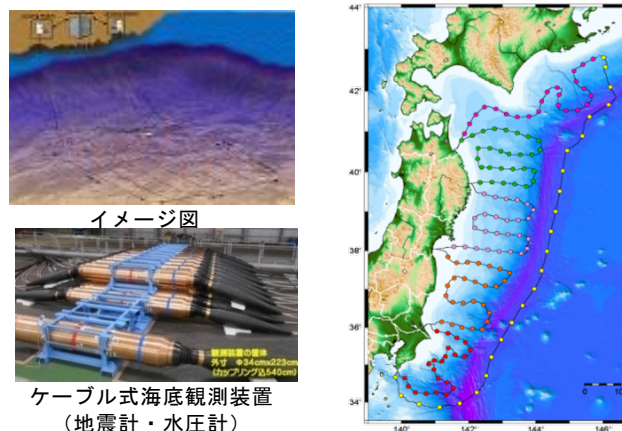 イメージ図
観測装置の筐体
外寸 Φ34cmx223cm
(カップリング込540cm)
ケーブル式海底観測装置
(地震計・水圧計)
44˚
42˚
40˚
38˚
36˚
34˚
140˚
142˚
144˚
146˚
0